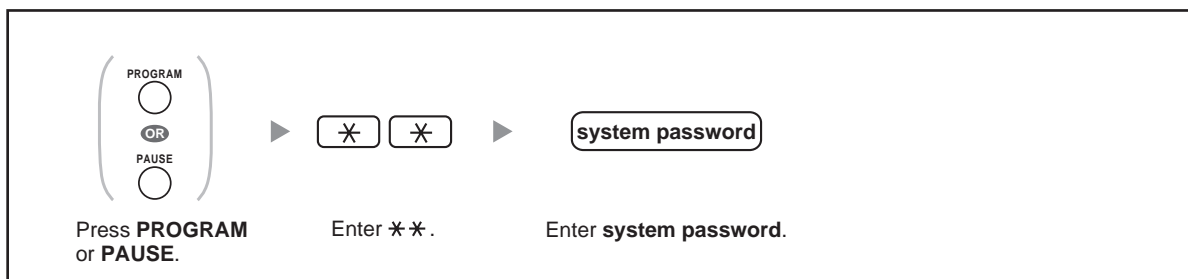 PROGRAM
OR
PAUSE
system password
Press PROGRAM
or PAUSE.
Enter ** .
Enter system password.